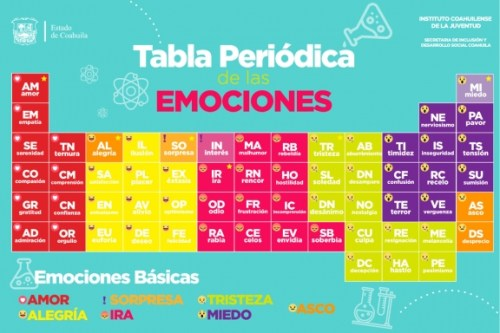 Estado
de Coahuila
INSTITUTO COAHUILENSE
DE LA JUVENTUD
SECRETARÍA DE INCLUSIÓN Y
DESARROLLO SOCIAL COAHUILA
Tabla Periódica
de las
EMOCIONES
AM MI
amor miedo
EM NE PA
empatía nerviosismo pavor
SE TN AL IL SO IN MA RB TR AB TI IS TS
serenidad ternura alegría ilusión sorpresa interés malhumor rebeldía tristeza aburrimiento timidez inseguridad tensión
CO CM SA PL EX IR RN HO SL DN CF RC SU
compasión comprensión satisfacción placer éxtasis ira rencor hostilidad soledad desamparo confusión recelo sumisión
GR CN EN AV OP OD FR IC DN NO TE VE AS
gratitud confianza entusiasmo alivio optimismo odio frustración incomprensión desánimo nostalgia terror vergüenza asco
AD OR EU DE FE RA CE EV SB CU RE ME DS
admiración orgullo euforia deseo felicidad rabia celos envidia soberbia culpa resignación melancolía desprecio
DC HA PE
decepción hastío pesimismo
Emociones Básicas
AMOR SORPRESA TRISTEZA ASCO
ALEGRÍA IRA MIEDO